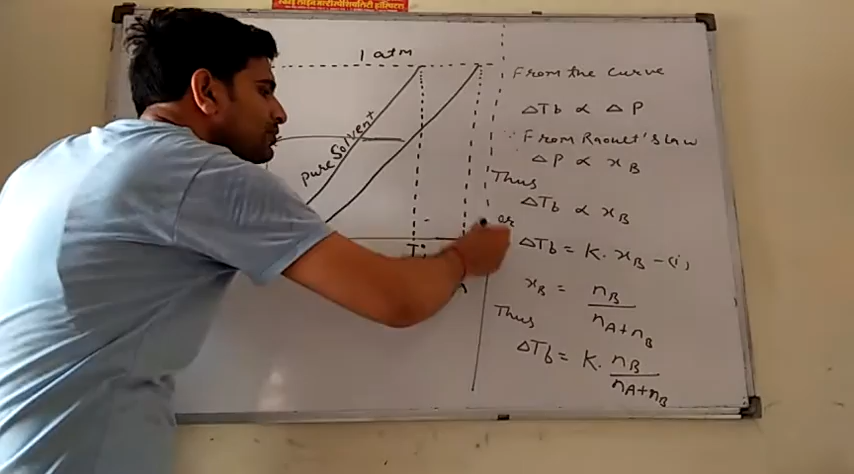 1 atm
pure Solvent
T°
From the Curve
ΔTb ∝ ΔP
∵ From Raoult's Law
ΔP ∝ xB
Thus
ΔTb ∝ xB
or
ΔTb = K. xB - (i)
xB = nB / nA+nB
Thus
ΔTb = K. nB / nA+nB